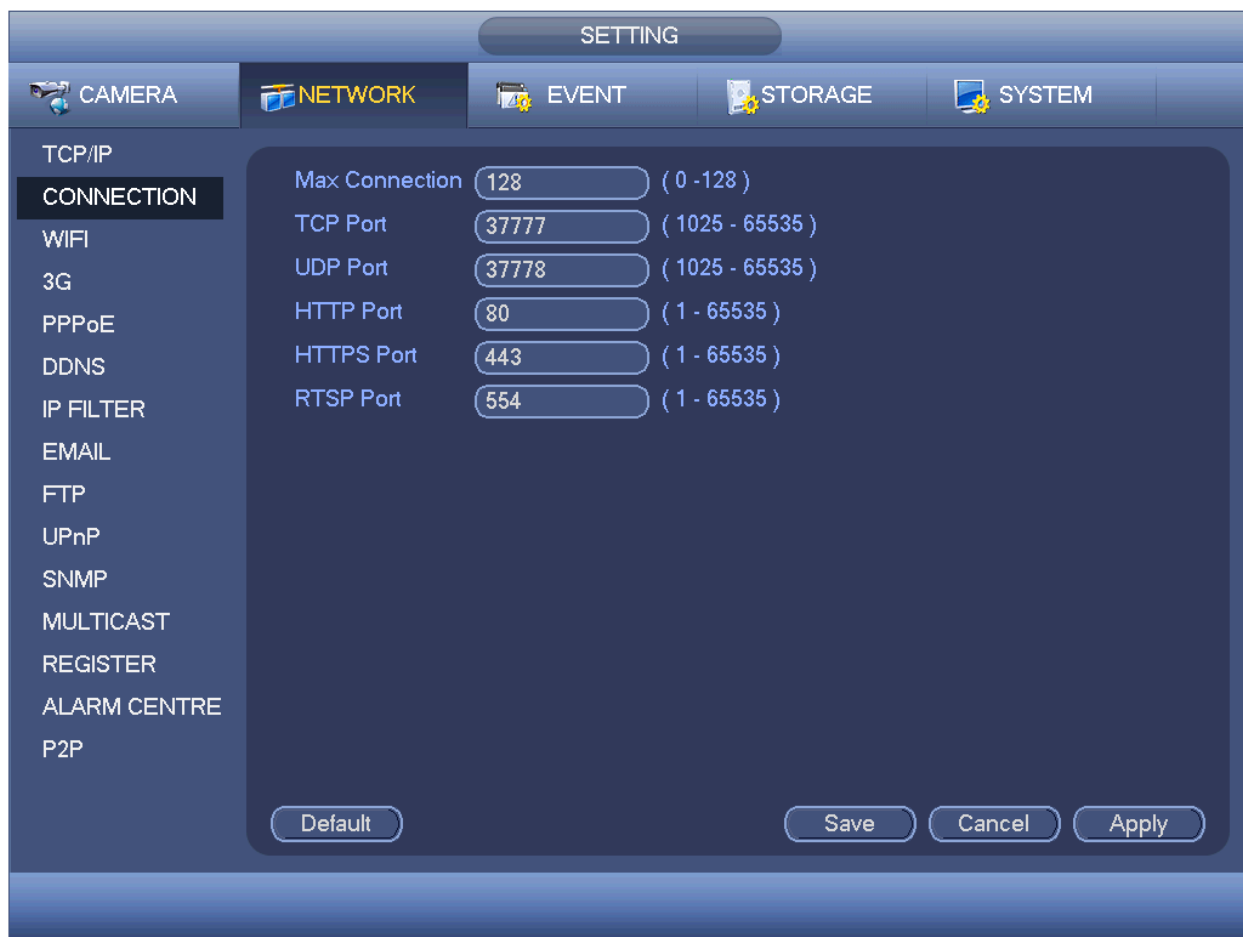 SETTING
CAMERA NETWORK EVENT STORAGE SYSTEM
TCP/IP
CONNECTION
WIFI
3G
PPPoE
DDNS
IP FILTER
EMAIL
FTP
UPnP
SNMP
MULTICAST
REGISTER
ALARM CENTRE
P2P
Max Connection 128 ( 0 -128 )
TCP Port 37777 ( 1025 - 65535 )
UDP Port 37778 ( 1025 - 65535 )
HTTP Port 80 ( 1 - 65535 )
HTTPS Port 443 ( 1 - 65535 )
RTSP Port 554 ( 1 - 65535 )
Default Save Cancel Apply